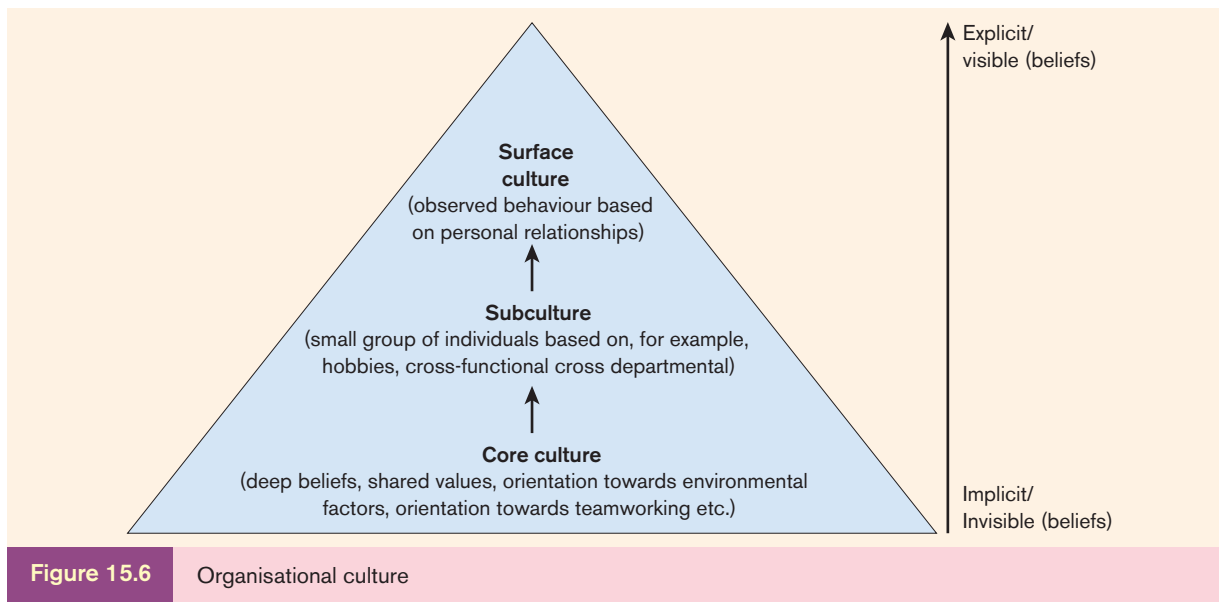 Explicit/
visible (beliefs)
Surface
culture
(observed behaviour based
on personal relationships)
Subculture
(small group of individuals based on, for example,
hobbies, cross-functional cross departmental)
Core culture
(deep beliefs, shared values, orientation towards environmental
factors, orientation towards teamworking etc.)
Implicit/
Invisible (beliefs)
Figure 15.6
Organisational culture